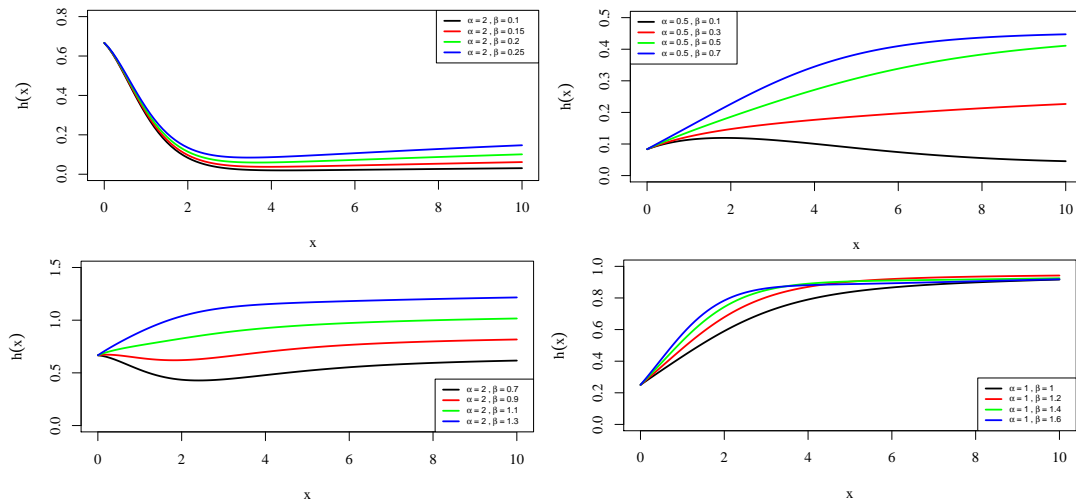 h(x)
0.0 0.2 0.4 0.6 0.8
α = 2 , β = 0.1
α = 2 , β = 0.15
α = 2 , β = 0.2
α = 2 , β = 0.25
0 2 4 6 8 10
x
h(x)
0.0 0.1 0.2 0.3 0.4 0.5
α = 0.5 , β = 0.1
α = 0.5 , β = 0.3
α = 0.5 , β = 0.5
α = 0.5 , β = 0.7
0 2 4 6 8 10
x
h(x)
0.0 0.5 1.0 1.5
α = 2 , β = 0.7
α = 2 , β = 0.9
α = 2 , β = 1.1
α = 2 , β = 1.3
0 2 4 6 8 10
x
h(x)
0.0 0.2 0.4 0.6 0.8 1.0
α = 1 , β = 1
α = 1 , β = 1.2
α = 1 , β = 1.4
α = 1 , β = 1.6
0 2 4 6 8 10
x